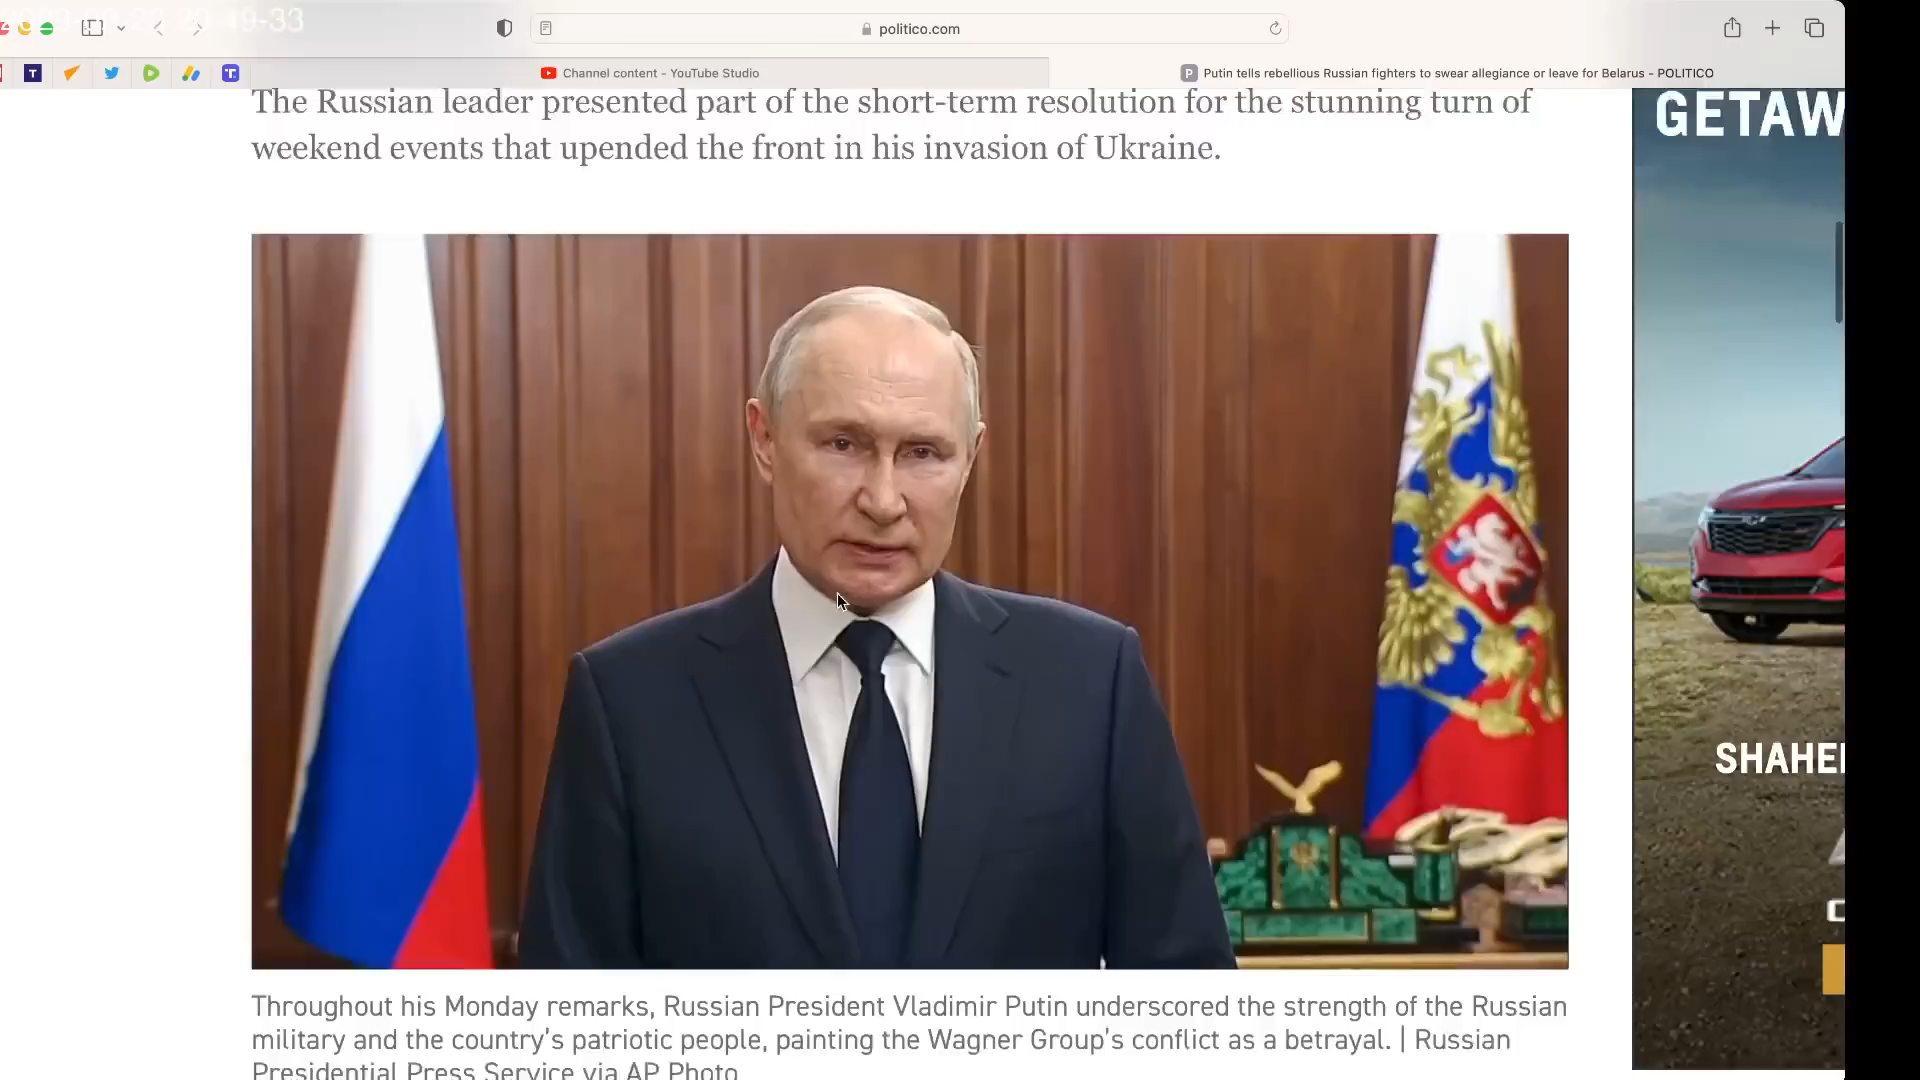 20-19-33
politico.com
T
T
Channel content - YouTube Studio
P
Putin tells rebellious Russian fighters to swear allegiance or leave for Belarus - POLITICO
The Russian leader presented part of the short-term resolution for the stunning turn of
weekend events that upended the front in his invasion of Ukraine.
GETAW
SHAHE
Throughout his Monday remarks, Russian President Vladimir Putin underscored the strength of the Russian
military and the country's patriotic people, painting the Wagner Group's conflict as a betrayal. | Russian
Presidential Press Service via AP Photo